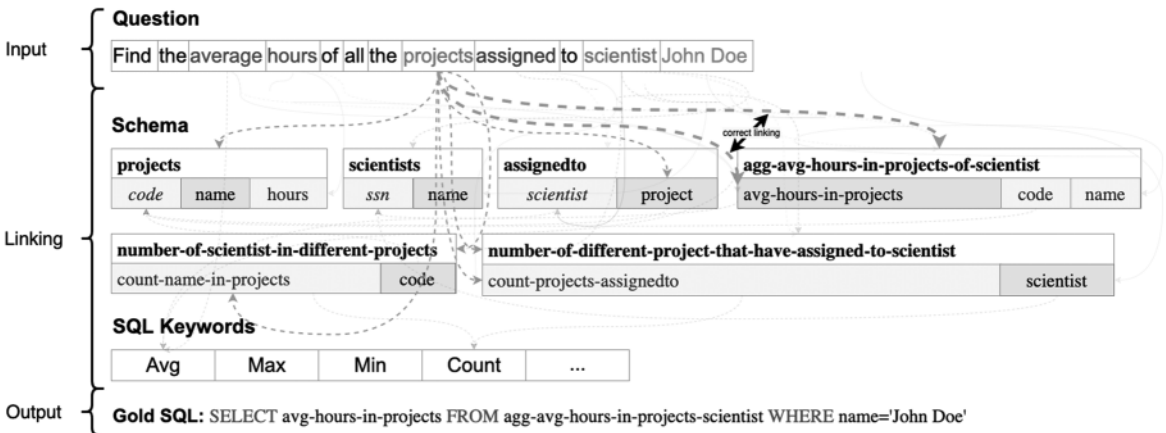 Question
Input
Find the average hours of all the projects assigned to scientist John Doe
correct linking
Schema
projects
code name hours
scientists
ssn name
assignedto
scientist project
agg-avg-hours-in-projects-of-scientist
avg-hours-in-projects code name
Linking
number-of-scientist-in-different-projects
count-name-in-projects code
number-of-different-project-that-have-assigned-to-scientist
count-projects-assignedto scientist
SQL Keywords
Avg Max Min Count ...
Output
Gold SQL: SELECT avg-hours-in-projects FROM agg-avg-hours-in-projects-scientist WHERE name='John Doe'